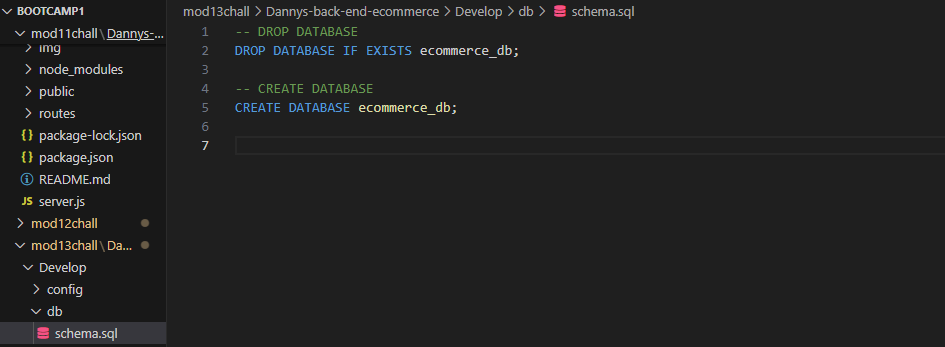 BOOTCAMP1
mod11chall\Dannys-...
img
node_modules
public
routes
{} package-lock.json
{} package.json
README.md
JS server.js
mod12chall
mod13chall\Da...
Develop
config
db
schema.sql
mod13chall > Dannys-back-end-ecommerce > Develop > db > schema.sql
1 -- DROP DATABASE
2 DROP DATABASE IF EXISTS ecommerce_db;
3
4 -- CREATE DATABASE
5 CREATE DATABASE ecommerce_db;
6
7